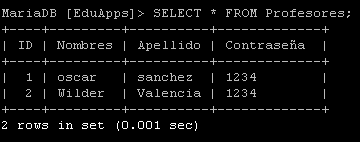 MariaDB [EduApps]> SELECT * FROM Profesores;
+----+---------+----------+------------+
| ID | Nombres | Apellido | Contraseña |
+----+---------+----------+------------+
| 1 | oscar | sanchez | 1234 |
| 2 | Wilder | Valencia | 1234 |
+----+---------+----------+------------+
2 rows in set (0.001 sec)